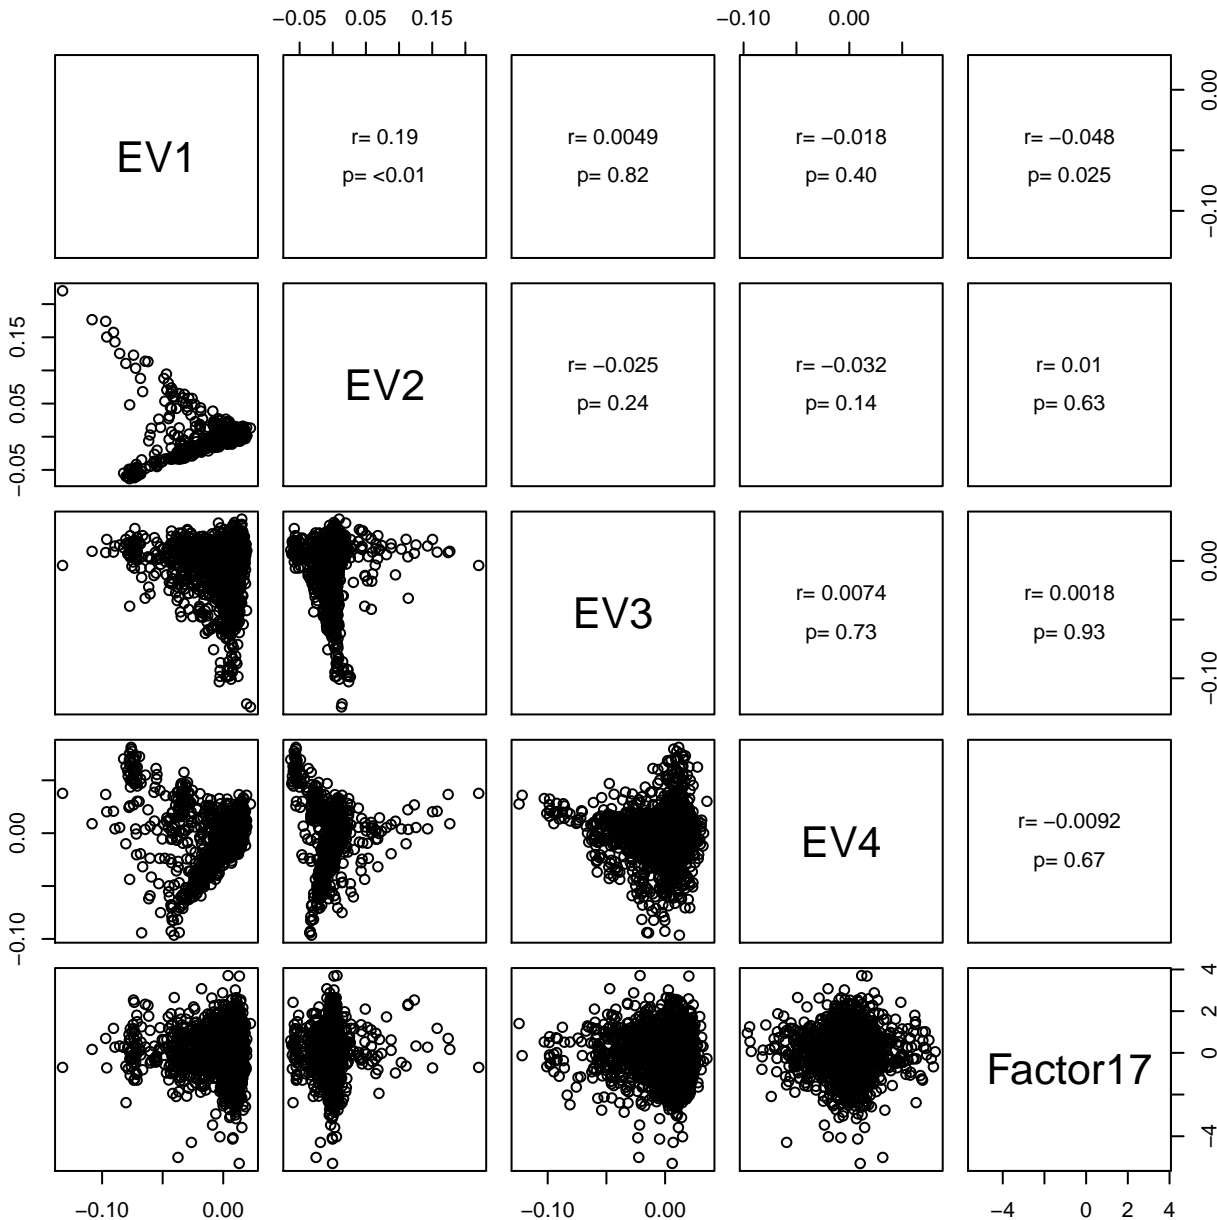 −0.05 0.05 0.15 −0.10 0.00
EV1
r= 0.19
p= <0.01
r= 0.0049
p= 0.82
r= −0.018
p= 0.40
r= −0.048
p= 0.025
0.00
−0.10
0.15
0.05
−0.05
EV2
r= −0.025
p= 0.24
r= −0.032
p= 0.14
r= 0.01
p= 0.63
EV3
r= 0.0074
p= 0.73
r= 0.0018
p= 0.93
0.00
−0.10
0.00
−0.10
EV4
r= −0.0092
p= 0.67
Factor17
4
2
0
−4
−0.10 0.00 −0.10 0.00 −4 0 2 4